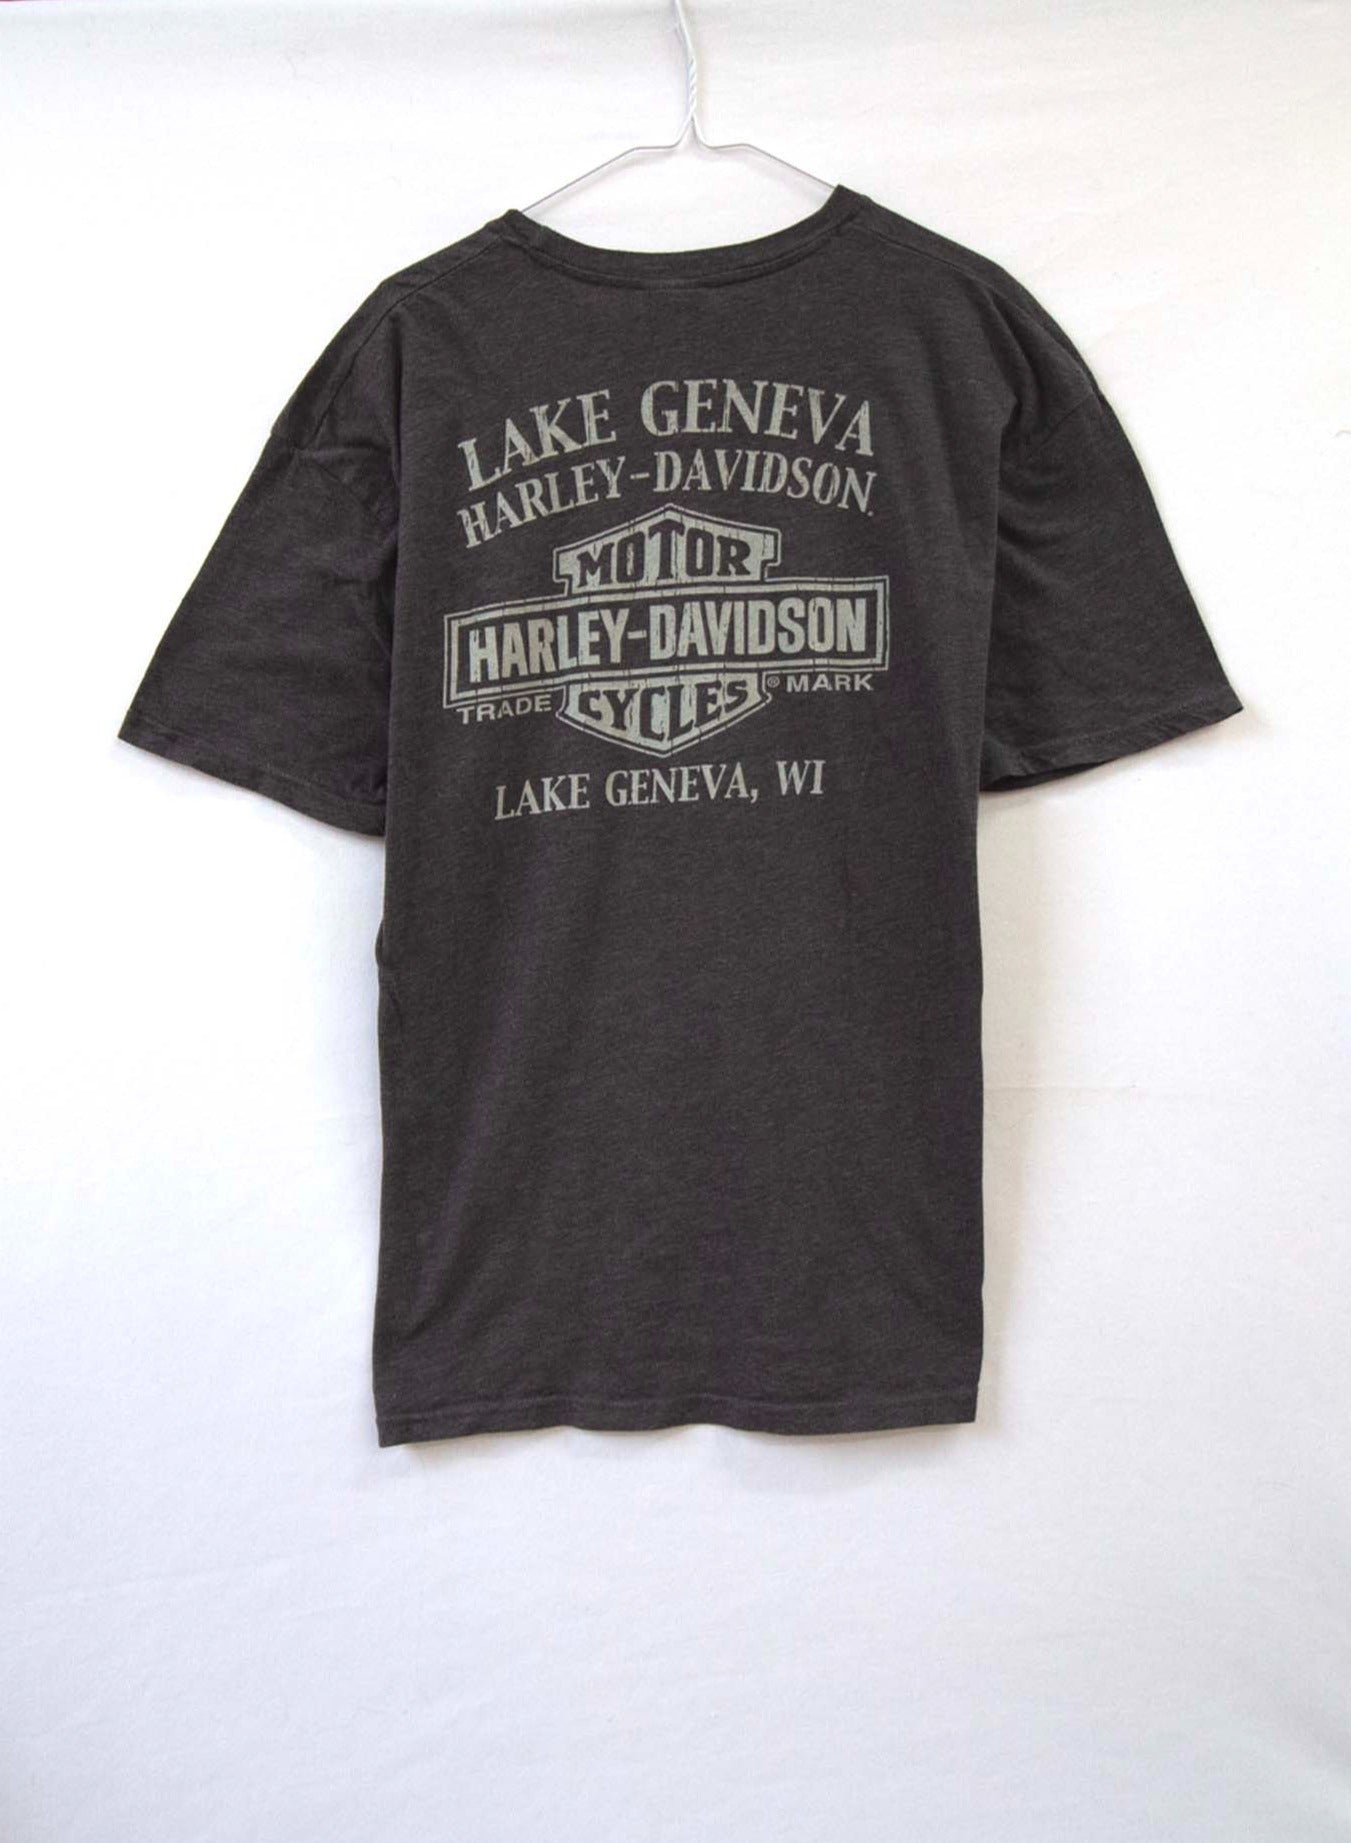 LAKE GENEVA
HARLEY-DAVIDSON.
MOTOR
HARLEY-DAVIDSON
TRADE CYCLES ® MARK
LAKE GENEVA, WI